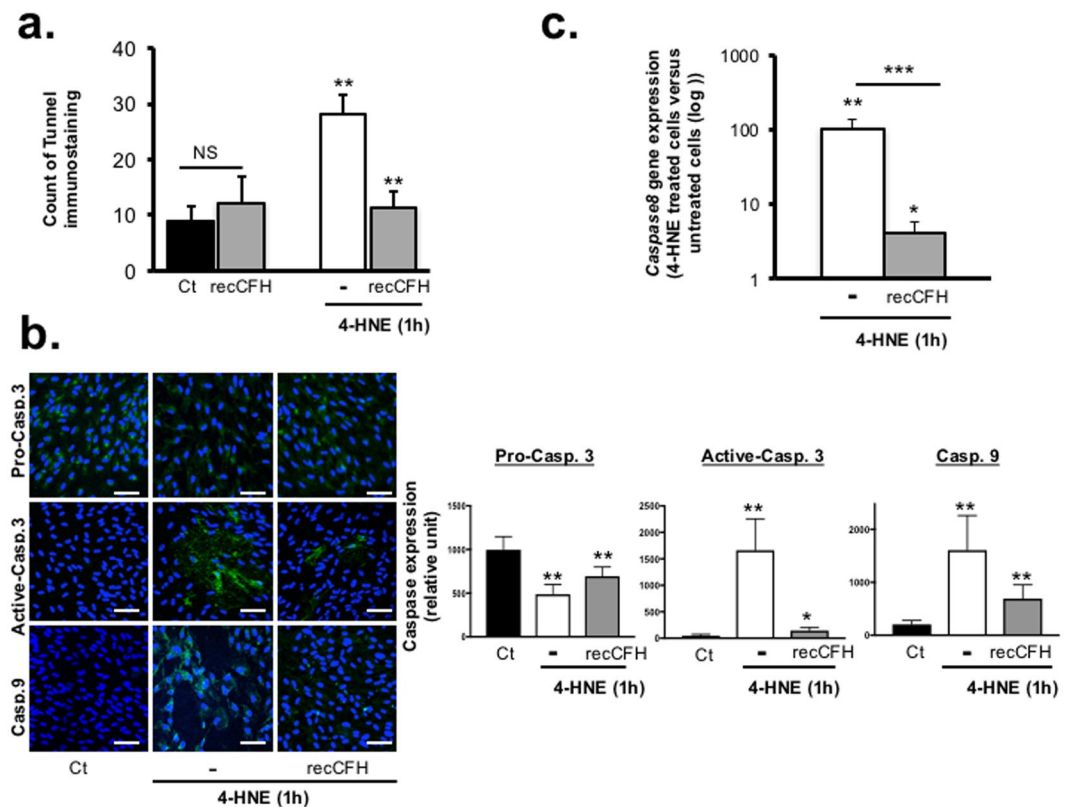 a.
Count of Tunnel
immunostaining
40
30
20
10
0
NS
**
**
Ct recCFH - recCFH
4-HNE (1h)
c.
Caspase8 gene expression
(4-HNE treated cells versus
untreated cells (log ))
1000
100
10
1
***
**
*
- recCFH
4-HNE (1h)
b.
Pro-Casp.3
Active-Casp.3
Casp.9
Ct - recCFH
4-HNE (1h)
Caspase expression
(relative unit)
Pro-Casp. 3
1500
1000
500
0
**
**
Ct - recCFH
4-HNE (1h)
Active-Casp. 3
2500
2000
1500
1000
500
0
**
*
Ct - recCFH
4-HNE (1h)
Casp. 9
2000
1000
0
**
**
Ct - recCFH
4-HNE (1h)